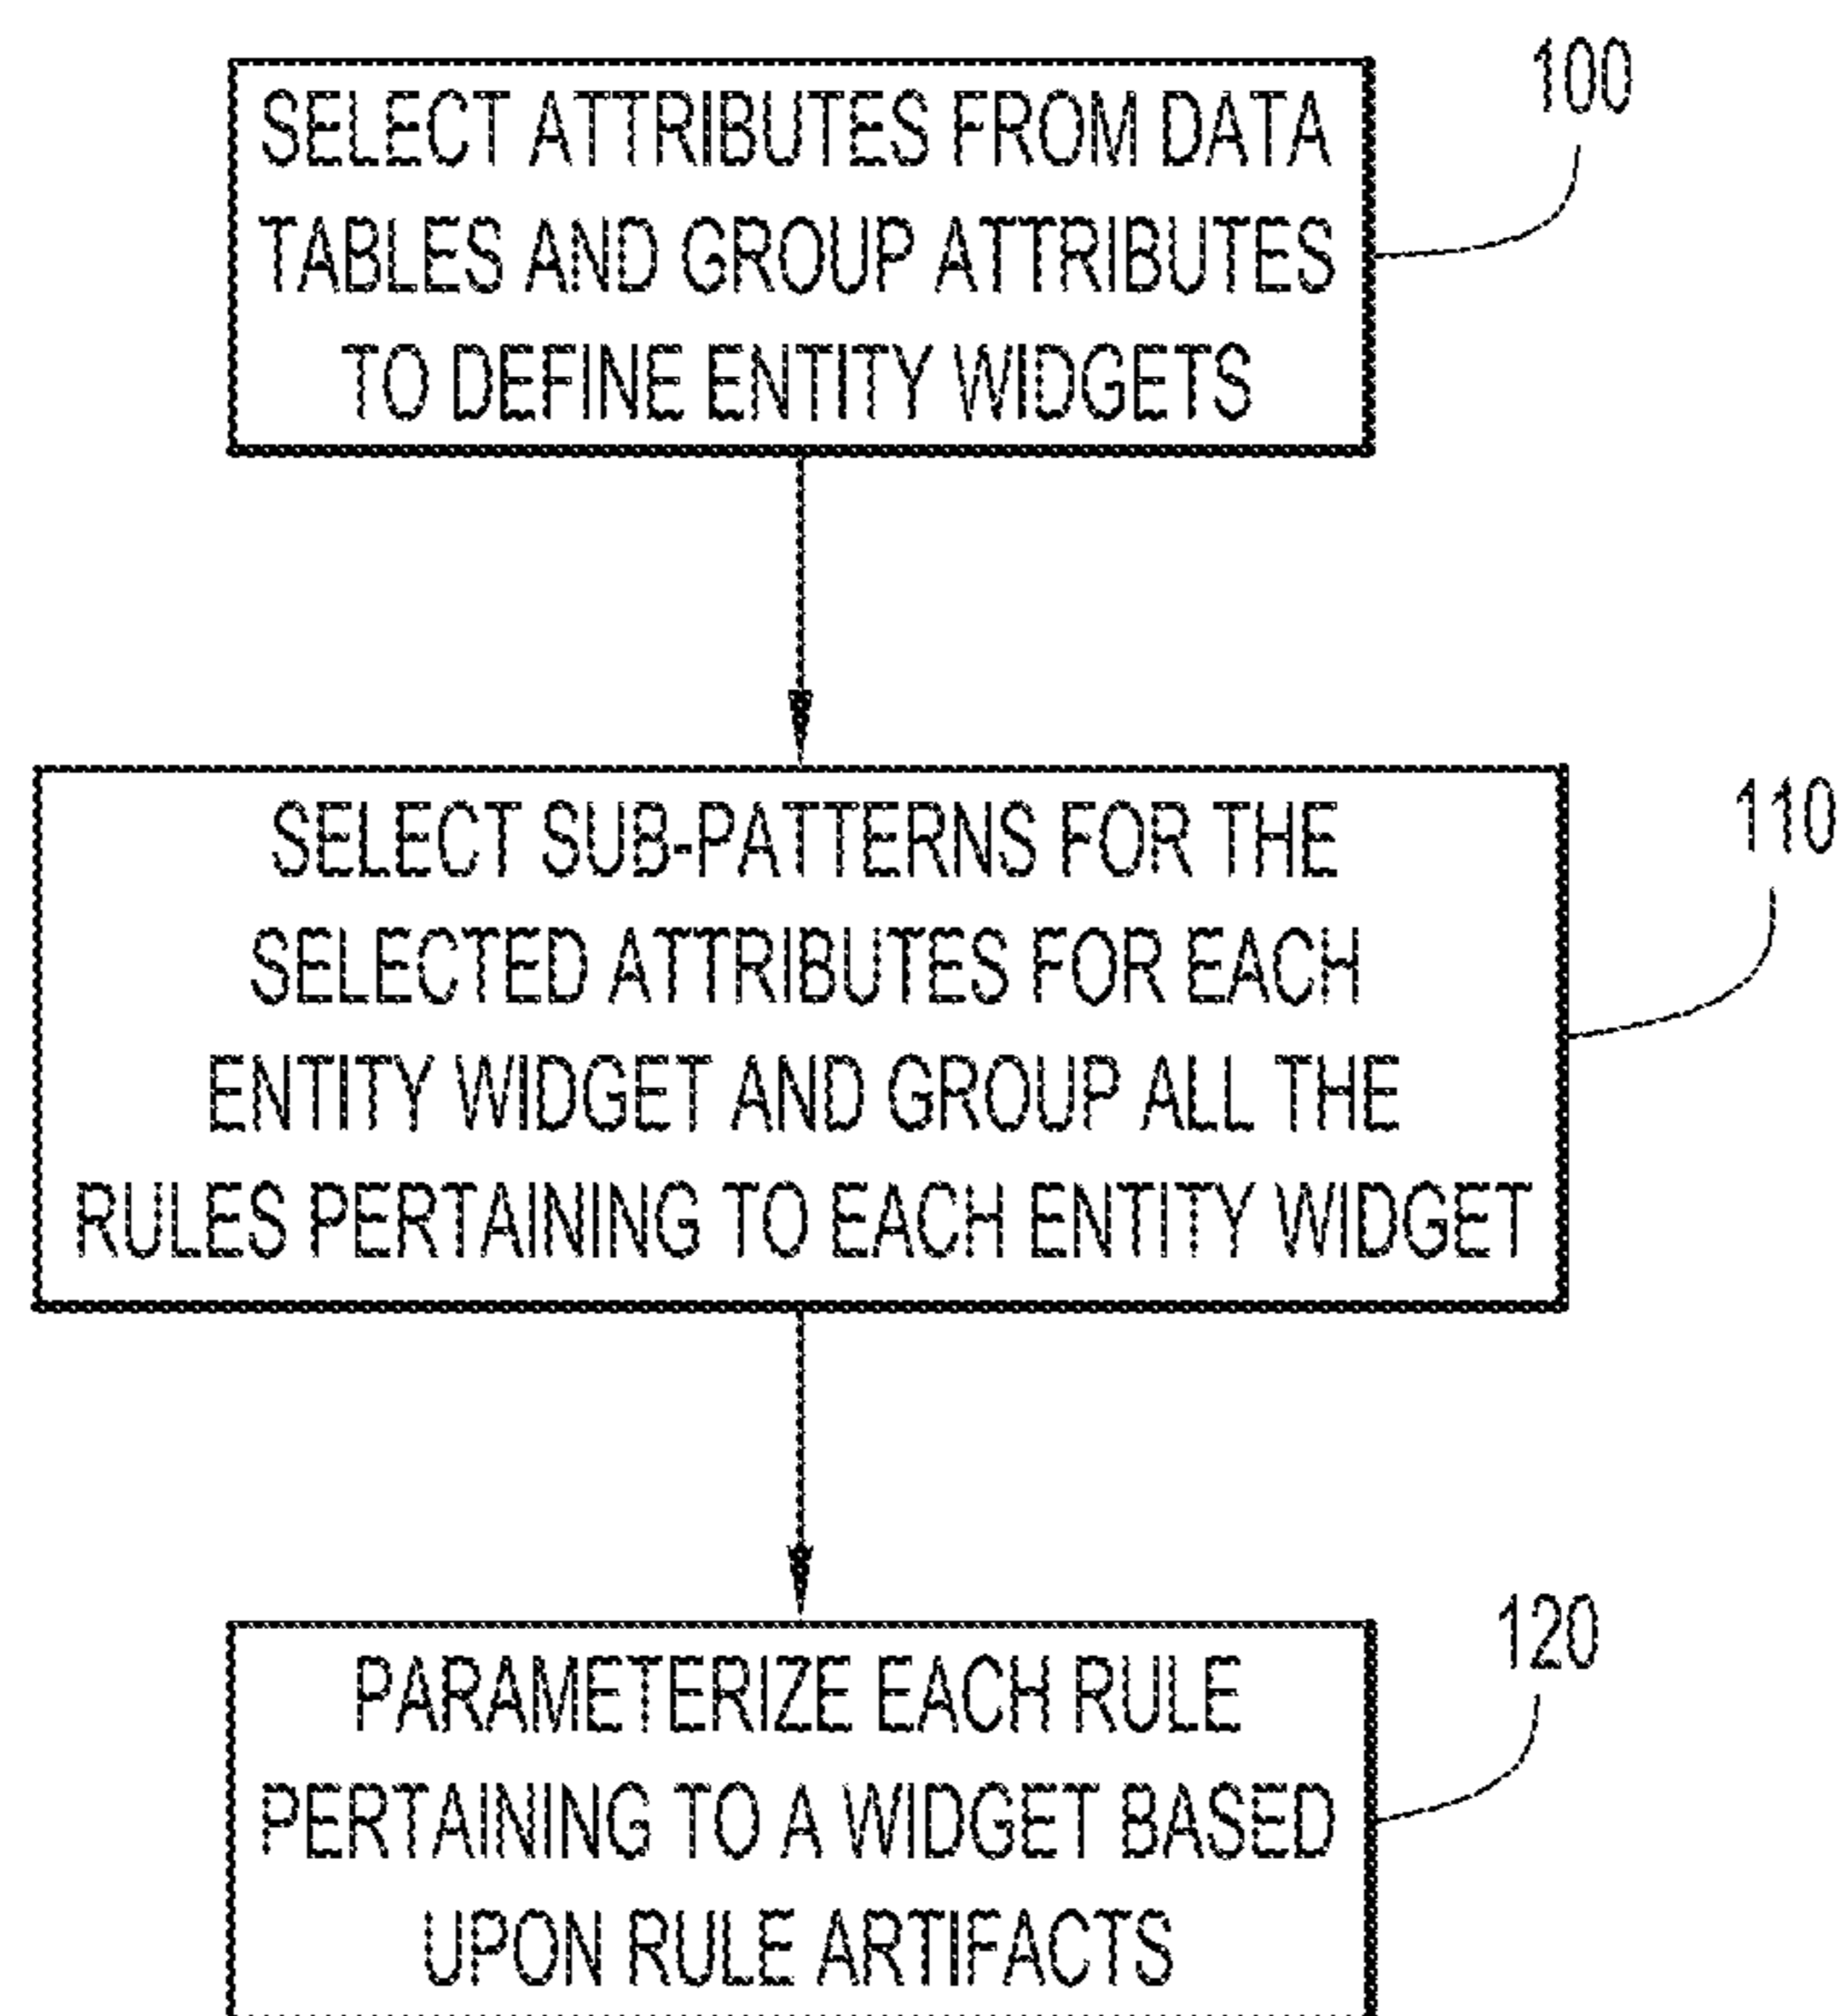 100
SELECT ATTRIBUTES FROM DATA
TABLES AND GROUP ATTRIBUTES
TO DEFINE ENTITY WIDGETS
110
SELECT SUB-PATTERNS FOR THE
SELECTED ATTRIBUTES FOR EACH
ENTITY WIDGET AND GROUP ALL THE
RULES PERTAINING TO EACH ENTITY WIDGET
120
PARAMETERIZE EACH RULE
PERTAINING TO A WIDGET BASED
UPON RULE ARTIFACTS